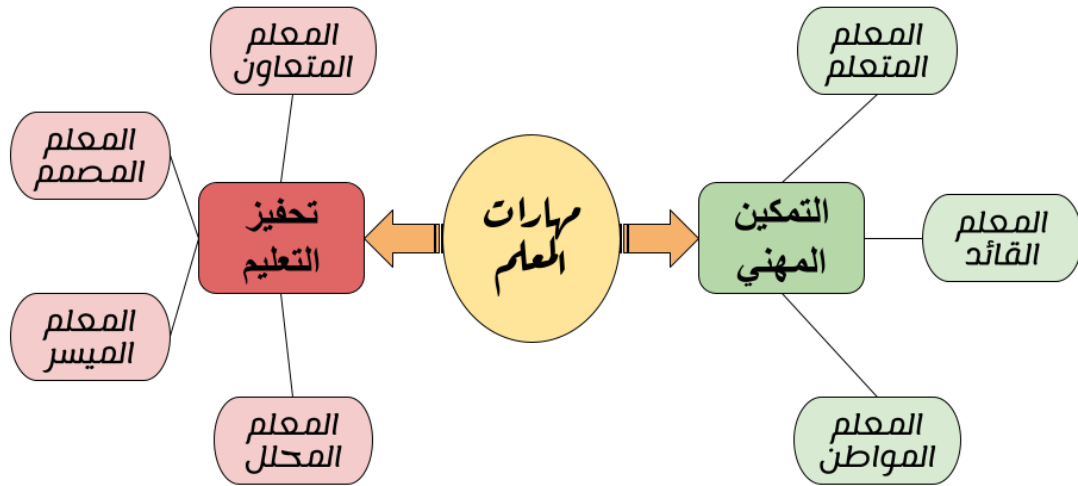 مهارات
المعلم
التمكين
المهني
المعلم
المتعلم
المعلم
القائد
المعلم
المواطن
تحفيز
التعليم
المعلم
المتعاون
المعلم
المصمم
المعلم
الميسر
المعلم
المحلل